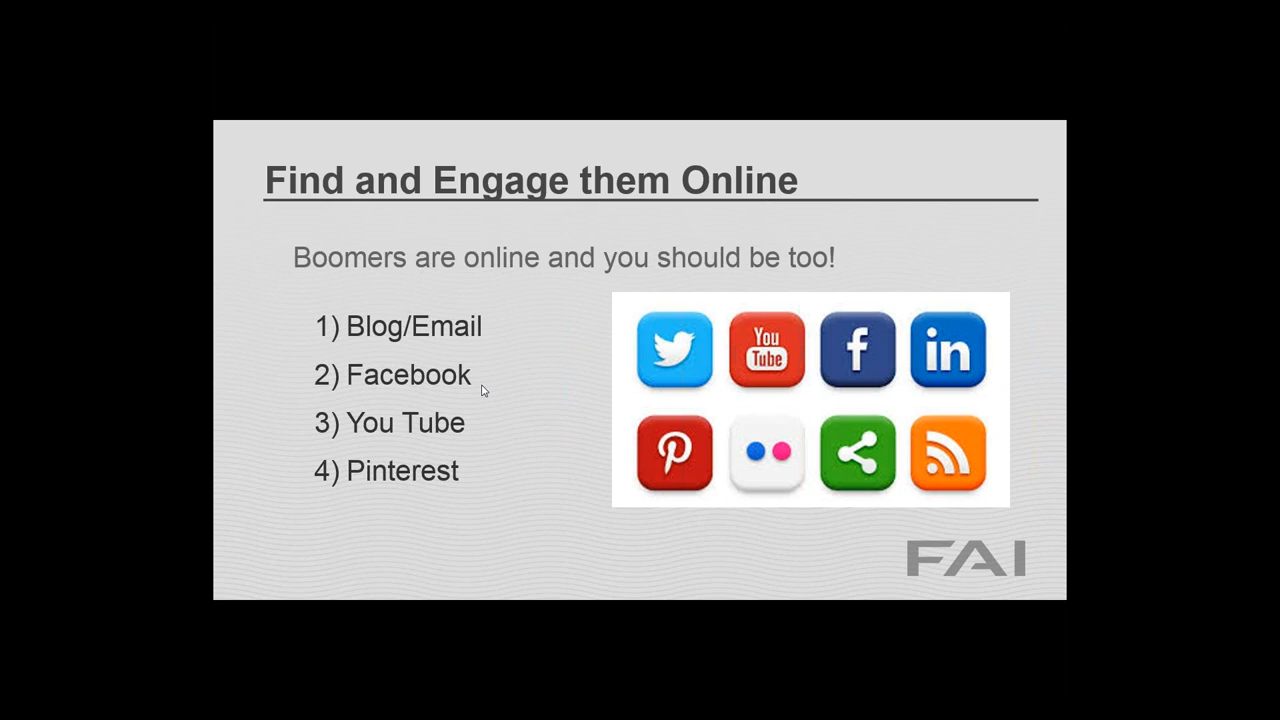 Find and Engage them Online
Boomers are online and you should be too!
1) Blog/Email
2) Facebook
3) You Tube
4) Pinterest
You
Tube
f
in
FAI